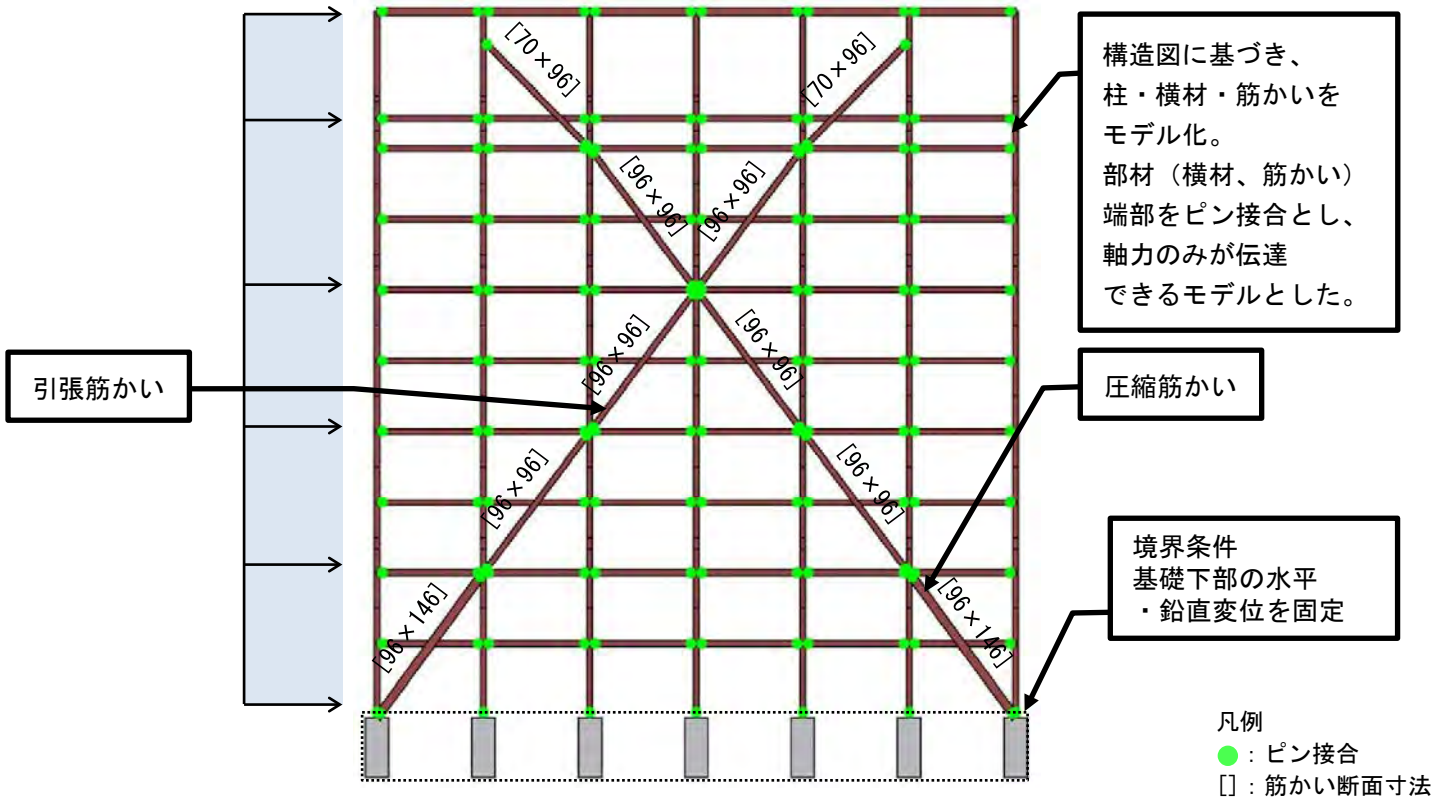 [70×96]
[70×96]
[96×96]
[96×96]
[96×96]
[96×96]
[96×96]
[96×96]
[96×146]
[96×146]
引張筋かい
構造図に基づき、
柱・横材・筋かいを
モデル化。
部材（横材、筋かい）
端部をピン接合とし、
軸力のみが伝達
できるモデルとした。
圧縮筋かい
境界条件
基礎下部の水平
・鉛直変位を固定
凡例
：ピン接合
[]：筋かい断面寸法